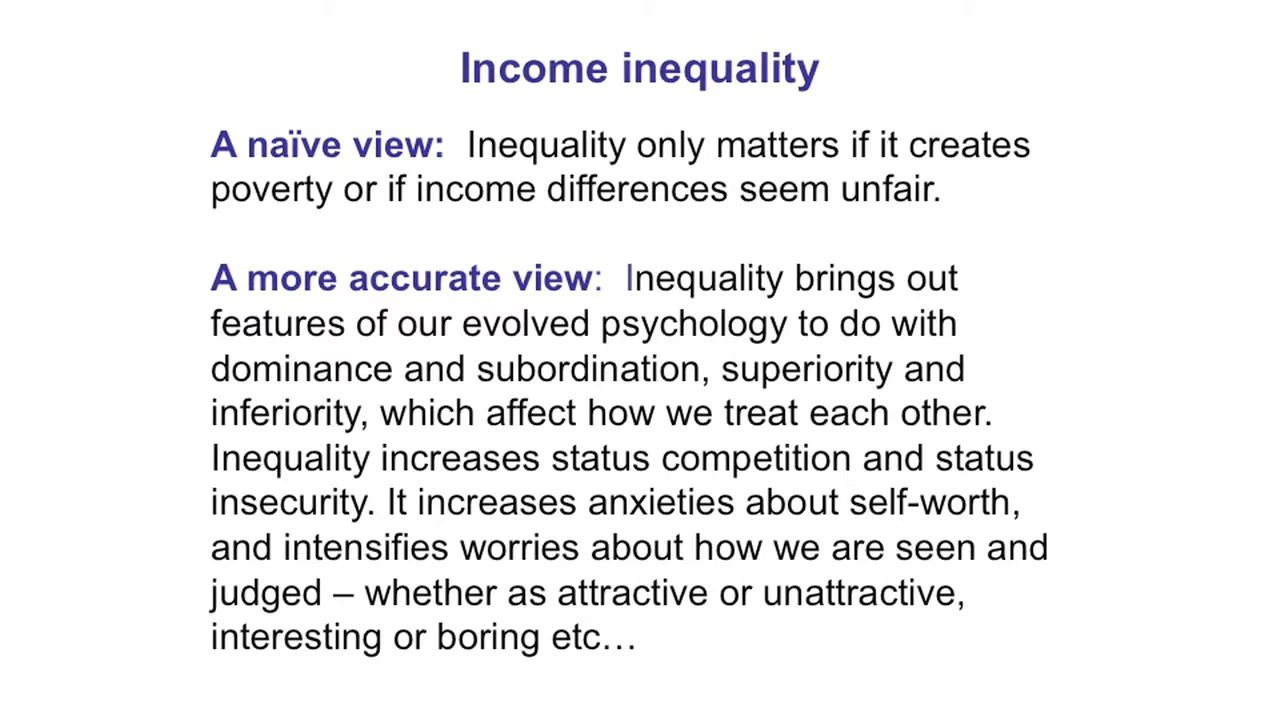 Income inequality
A naïve view: Inequality only matters if it creates
poverty or if income differences seem unfair.
A more accurate view: Inequality brings out
features of our evolved psychology to do with
dominance and subordination, superiority and
inferiority, which affect how we treat each other.
Inequality increases status competition and status
insecurity. It increases anxieties about self-worth,
and intensifies worries about how we are seen and
judged – whether as attractive or unattractive,
interesting or boring etc…